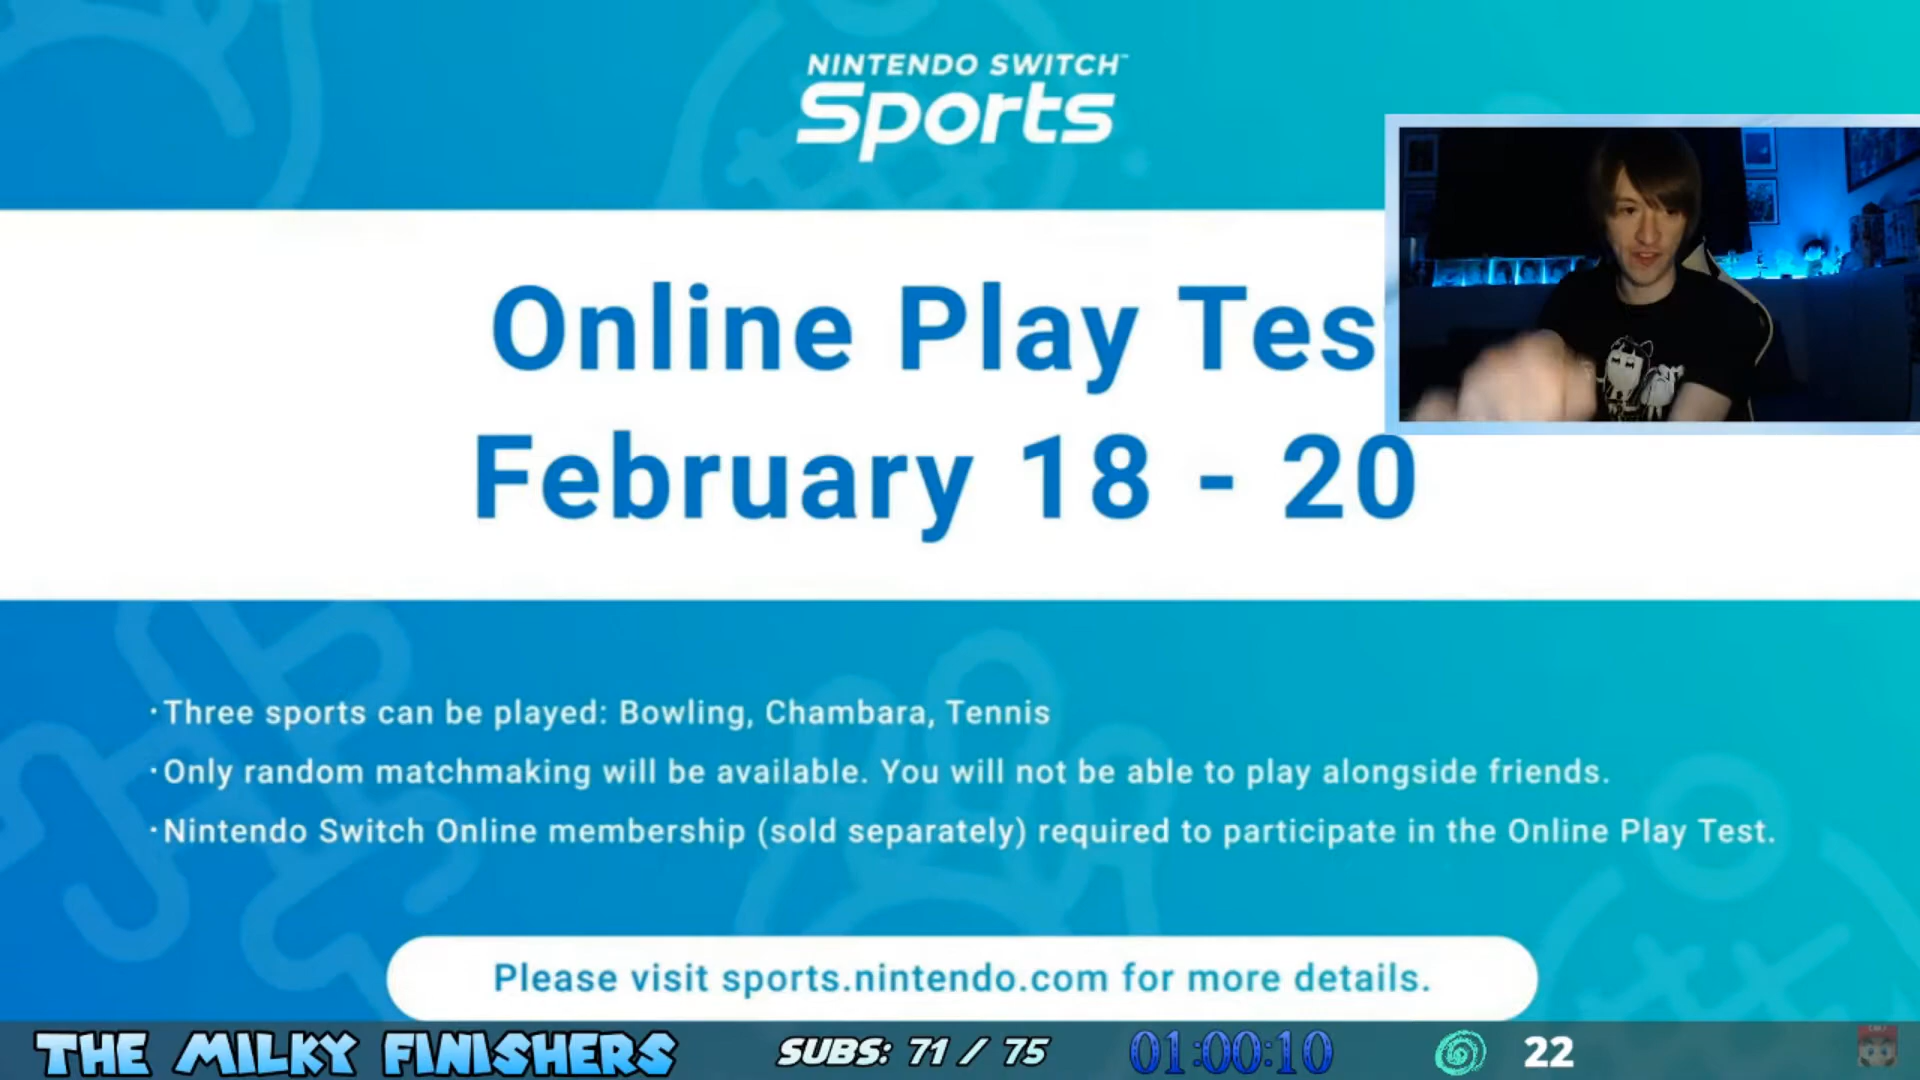 NINTENDO SWITCH™
Sports
Online Play Tes
February 18 - 20
·Three sports can be played: Bowling, Chambara, Tennis
·Only random matchmaking will be available. You will not be able to play alongside friends.
·Nintendo Switch Online membership (sold separately) required to participate in the Online Play Test.
Please visit sports.nintendo.com for more details.
THE MILKY FINISHERS
SUBS: 71 / 75
01:00:10
22